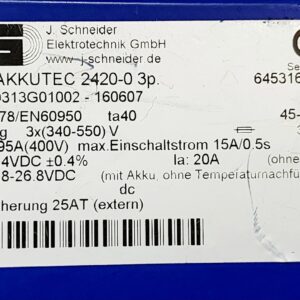 J. Schneider
Elektrotechnik GmbH
www.j-schneider.de
AKKUTEC 2420-0 3p.
0313G01002 - 160607
645316
78/EN60950 ta40
45-
3x(340-550) V
95A(400V) max.Einschaltstrom 15A/0.5s
4VDC ±0.4% Ia: 20A
8-26.8VDC (mit Akku, ohne Temperaturnachfü
dc
herung 25AT (extern)